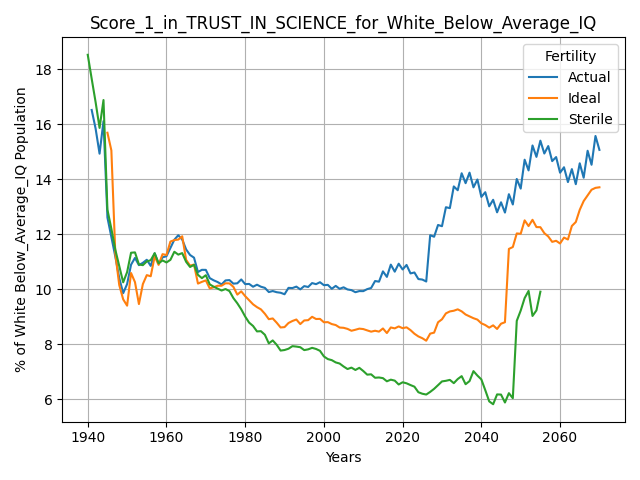 Score_1_in_TRUST_IN_SCIENCE_for_White_Below_Average_IQ
Fertility
Actual
Ideal
Sterile
% of White Below_Average_IQ Population
18
16
14
12
10
8
6
1940
1960
1980
2000
2020
2040
2060
Years